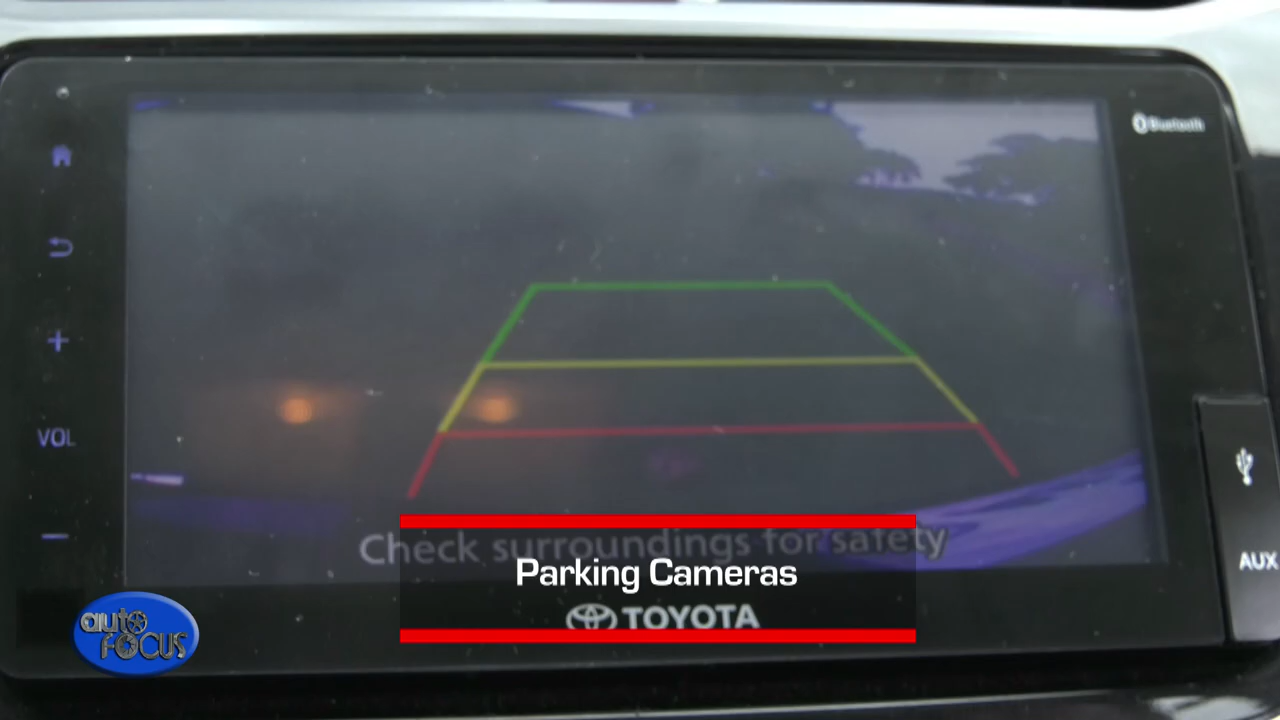 Bluetooth
VOL
AUX
Check surroundings for safety
Parking Cameras
TOYOTA
auto
FOCUS